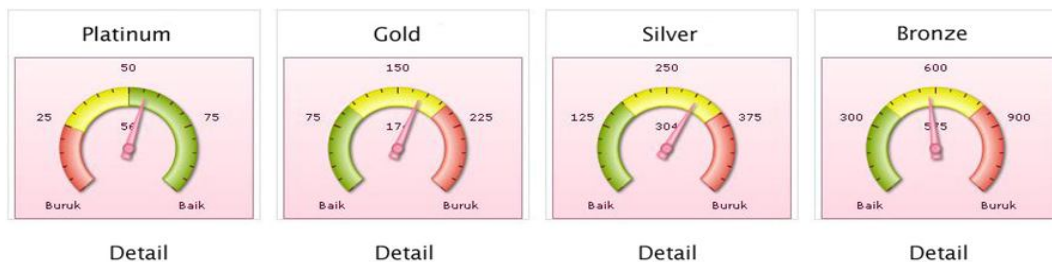 Platinum
50
25
75
Buruk
Baik
Detail
Gold
150
75
225
Baik
Buruk
Detail
Silver
250
125
375
304
Baik
Buruk
Detail
Bronze
600
300
900
575
Baik
Buruk
Detail